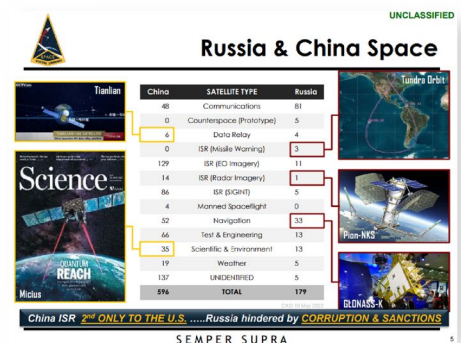 UNCLASSIFIED
SPACE
Russia & China Space
Tianlian
China SATELLITE TYPE Russia
48 Communications 81
0 Counterspace (Prototype) 5
6 Data Relay 4
0 ISR (Missile Warning) 3
129 ISR (EO Imagery) 11
14 ISR (Radar Imagery) 1
86 ISR (SIGINT) 5
4 Manned Spaceflight 0
52 Navigation 33
66 Test & Engineering 13
35 Scientific & Environment 13
19 Weather 5
137 UNIDENTIFIED 5
596 TOTAL 179
Science
QUANTUM
REACH
Micius
Tundra Orbit
Pion-NKS
GLONASS-K
China ISR 2nd ONLY TO THE U.S. .....Russia hindered by CORRUPTION & SANCTIONS
SEMPER SUPRA
5